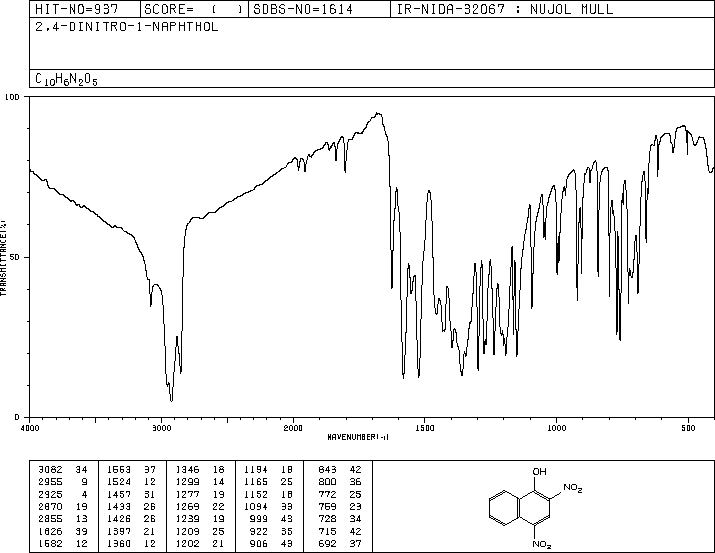 HIT-NO=937 SCORE= ( ) SDBS-NO=1614 IR-NIDA-32067 : NUJOL MULL
2,4-DINITRO-1-NAPHTHOL
C10H6N2O5
100
50
0
TRANSMITTANCE(%)
4000 3000 2000 1500 1000 500
WAVENUMBER(-1)
3082 34 1553 37 1346 18 1194 18 843 42
2955 9 1524 12 1299 14 1165 25 800 36
2925 4 1457 31 1277 19 1152 18 772 25
2870 19 1433 26 1269 22 1094 33 759 23
2855 13 1426 26 1239 19 999 43 728 34
1626 39 1397 21 1209 25 922 35 715 42
1582 12 1360 12 1202 21 906 43 692 37
OH
NO2
NO2